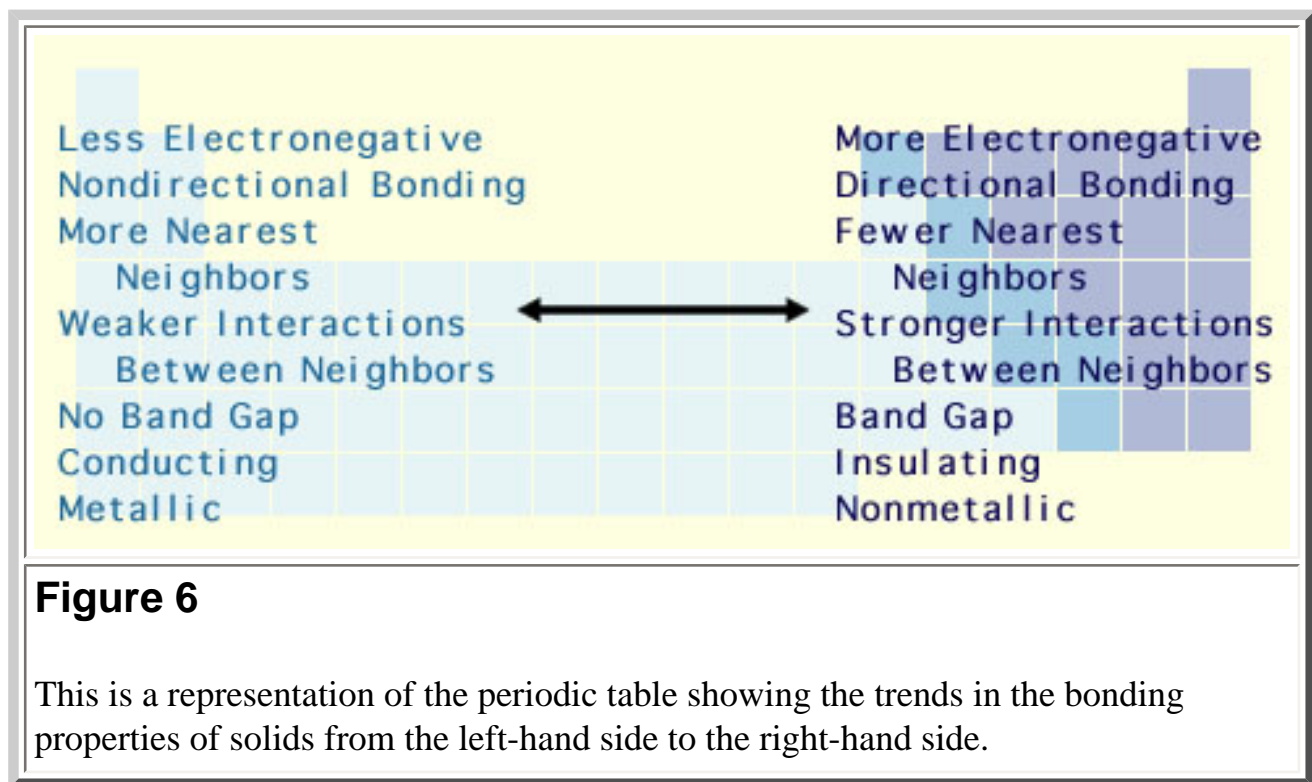 Less Electronegative
Nondirectional Bonding
More Nearest
Neighbors
Weaker Interactions
Between Neighbors
No Band Gap
Conducting
Metallic
More Electronegative
Directional Bonding
Fewer Nearest
Neighbors
Stronger Interactions
Between Neighbors
Band Gap
Insulating
Nonmetallic
Figure 6
This is a representation of the periodic table showing the trends in the bonding
properties of solids from the left-hand side to the right-hand side.